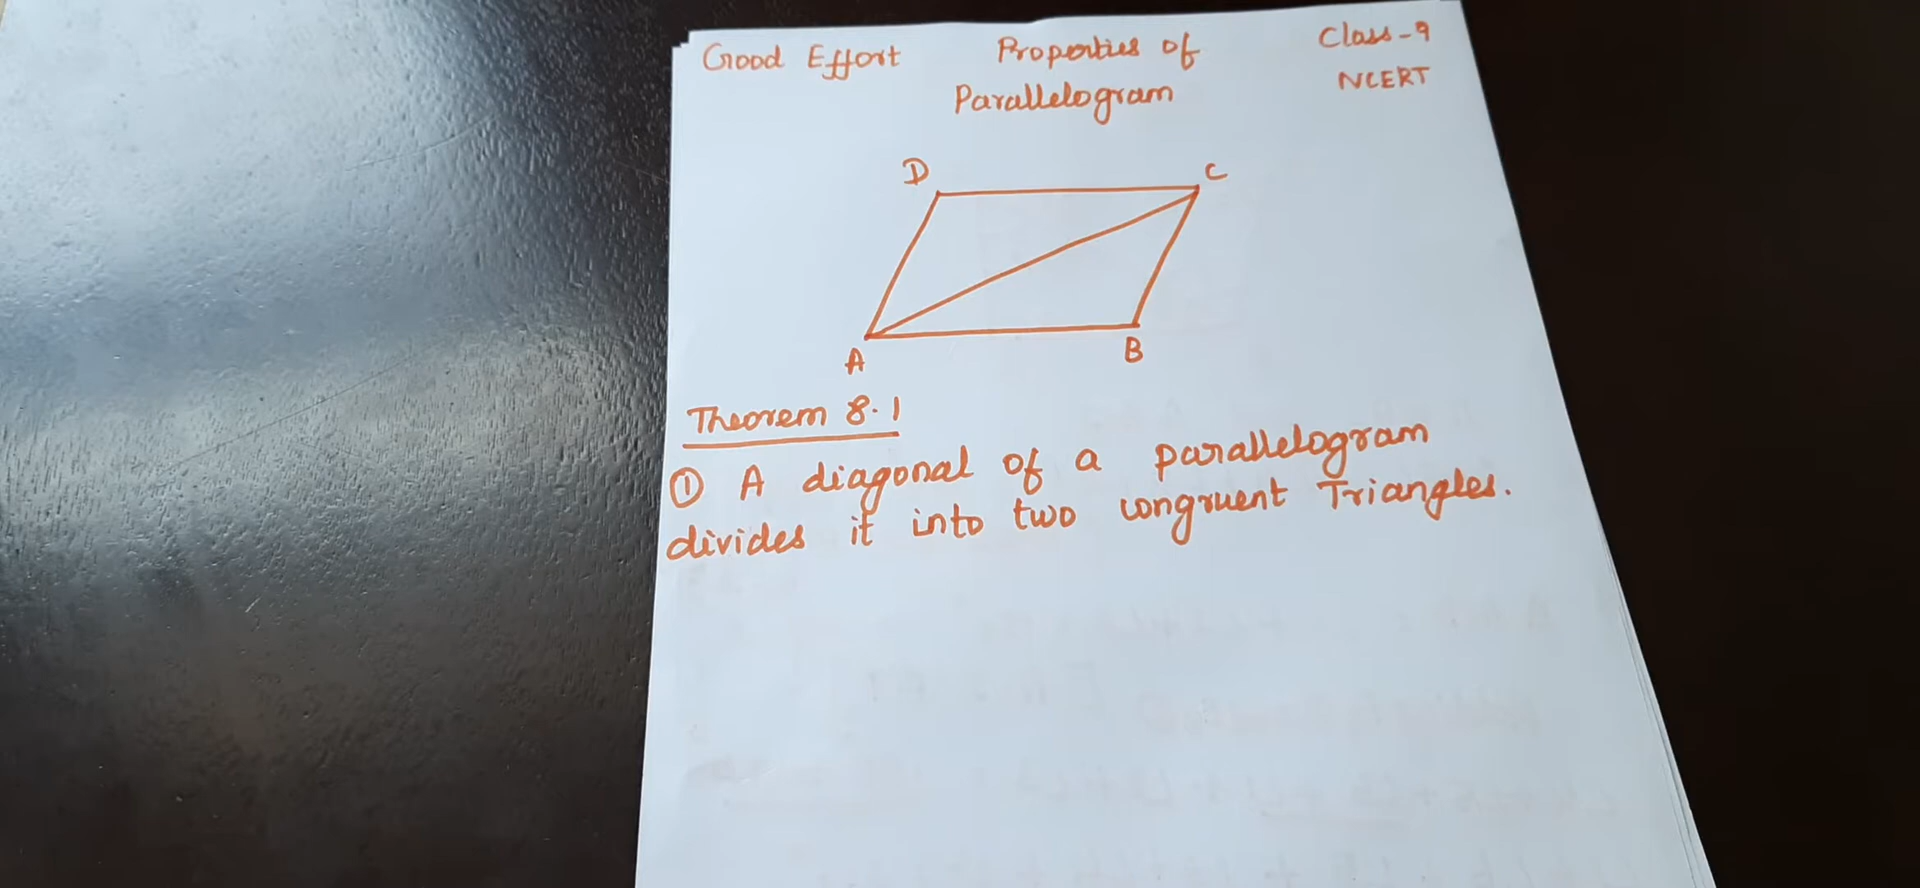 Good Effort
Properties of
Parallelogram
Class-9
NCERT
D
C
A
B
Theorem 8.1
① A diagonal of a parallelogram
divides it into two congruent Triangles.